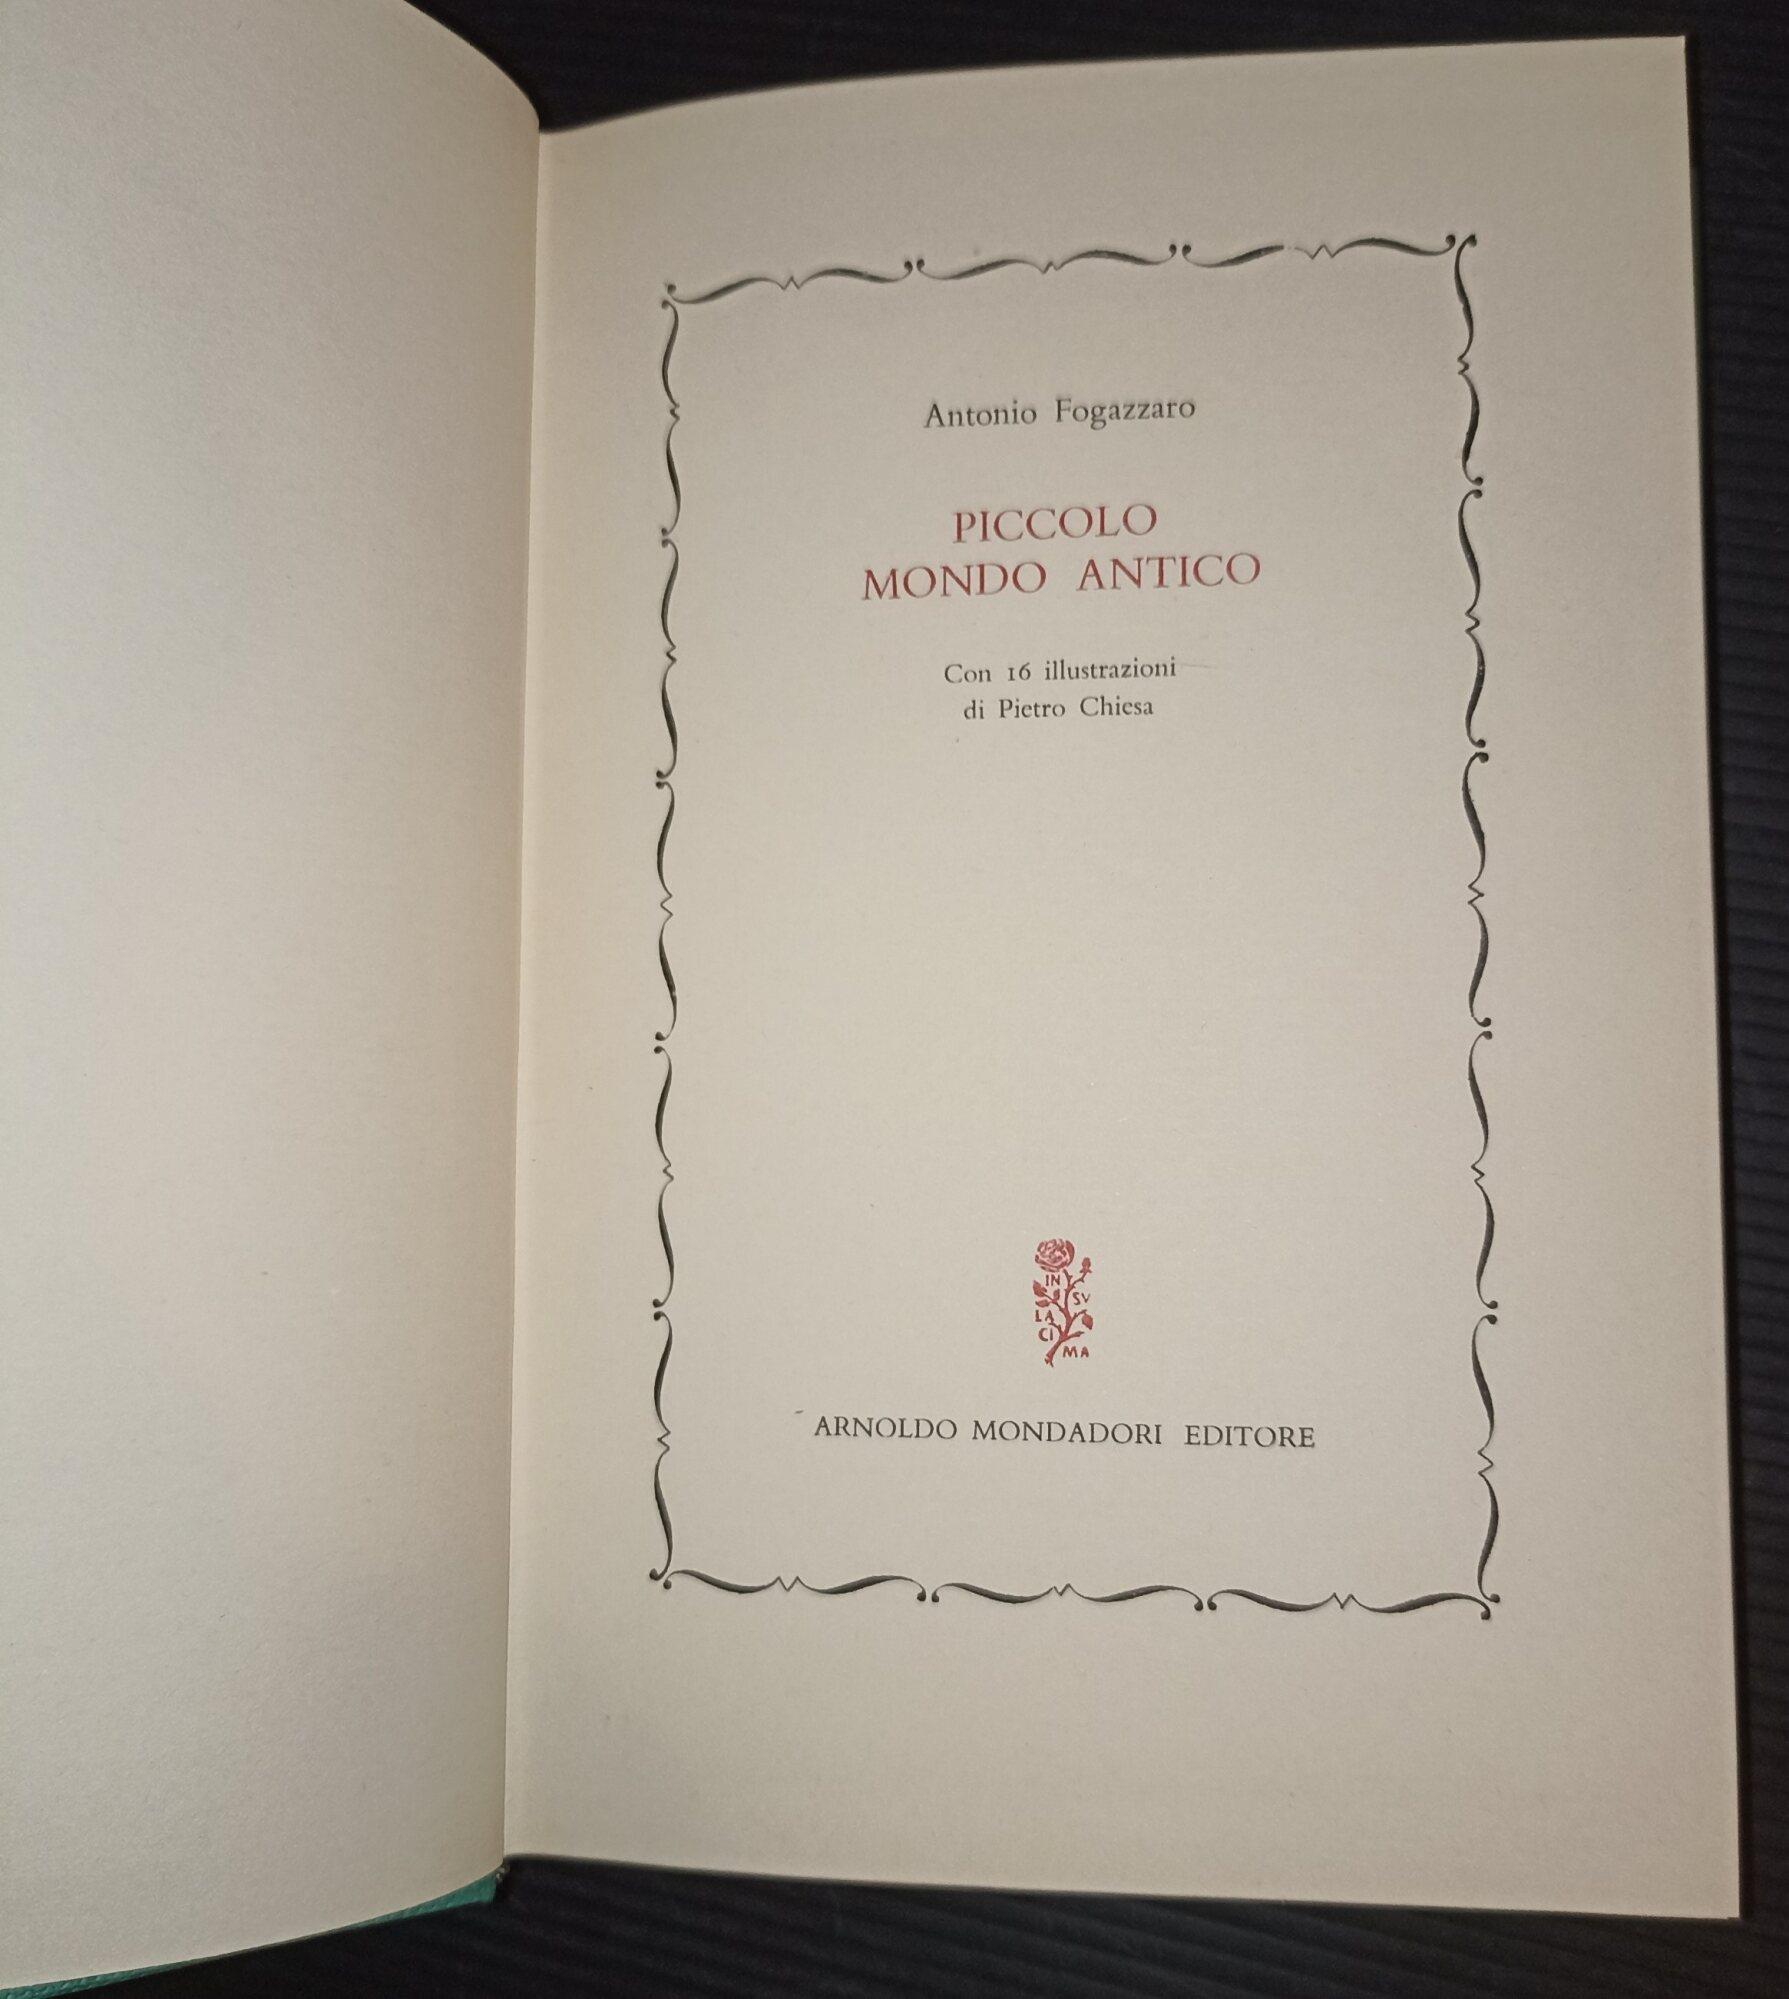 Antonio Fogazzaro
PICCOLO
MONDO ANTICO
Con 16 illustrazioni
di Pietro Chiesa
IN
SV
LA
CI
MA
ARNOLDO MONDADORI EDITORE